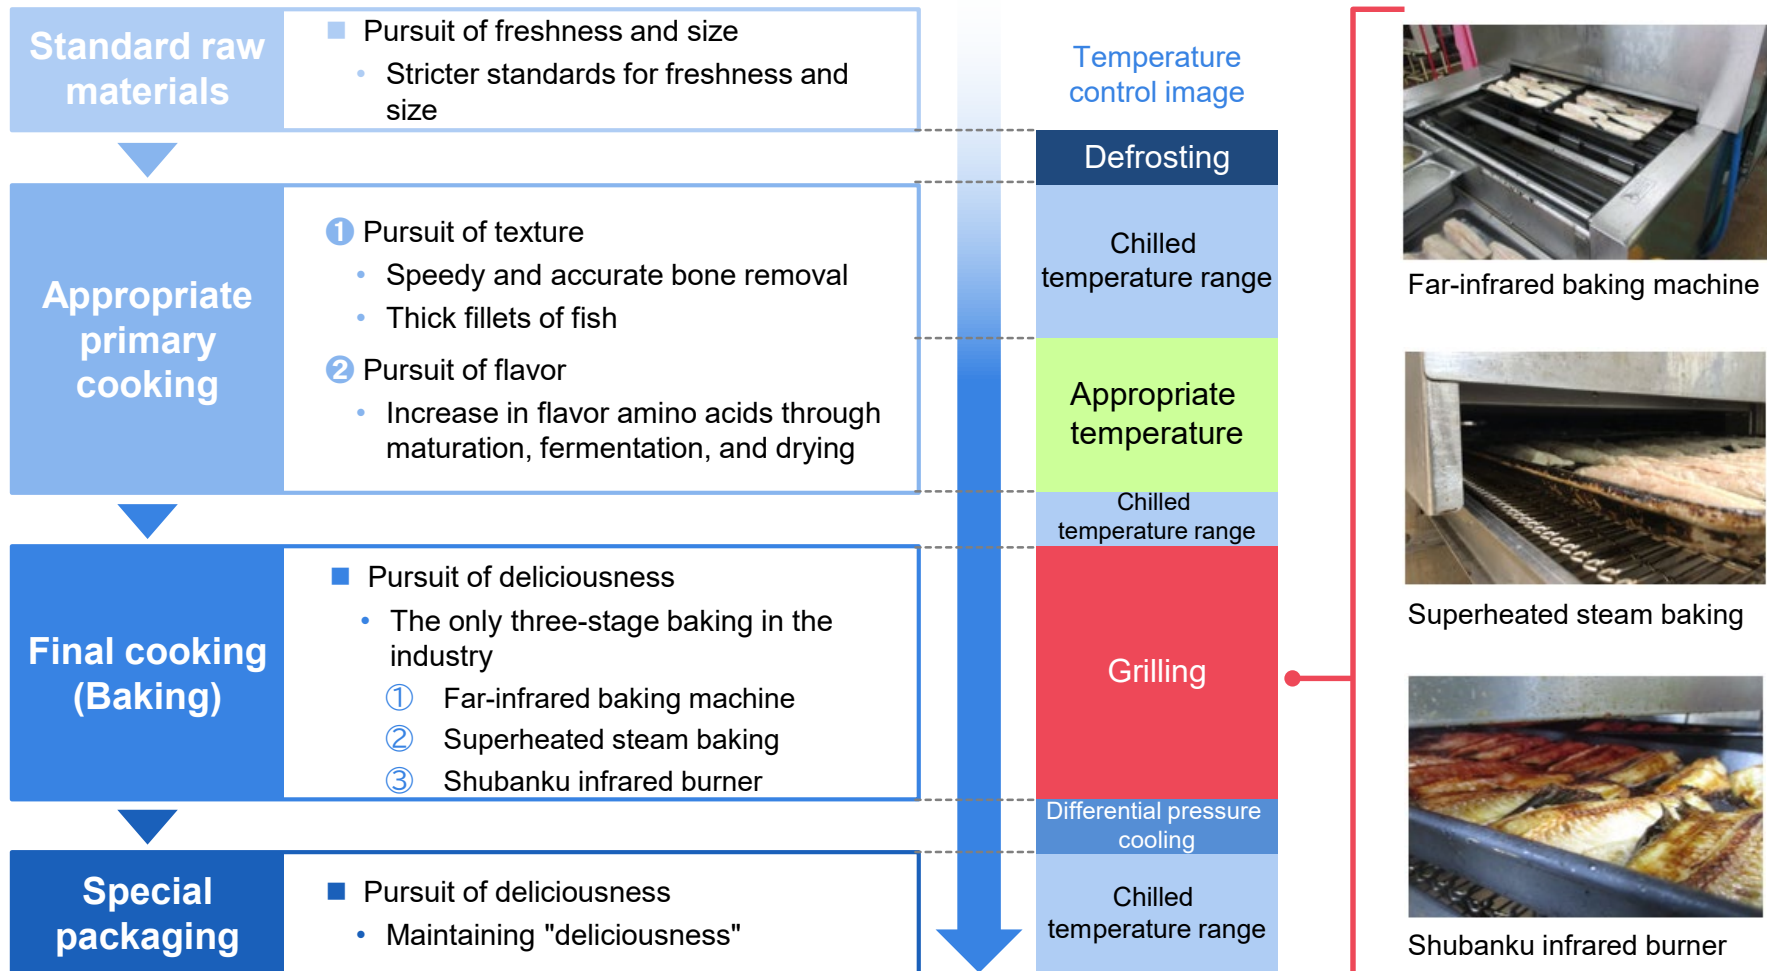 Standard raw
materials
■ Pursuit of freshness and size
• Stricter standards for freshness and
size
Appropriate
primary
cooking
❶ Pursuit of texture
• Speedy and accurate bone removal
• Thick fillets of fish
❷ Pursuit of flavor
• Increase in flavor amino acids through
maturation, fermentation, and drying
Final cooking
(Baking)
■ Pursuit of deliciousness
• The only three-stage baking in the
industry
① Far-infrared baking machine
② Superheated steam baking
③ Shubanku infrared burner
Special
packaging
■ Pursuit of deliciousness
• Maintaining "deliciousness"
Temperature
control image
Defrosting
Chilled
temperature range
Appropriate
temperature
Chilled
temperature range
Grilling
Differential pressure
cooling
Chilled
temperature range
Far-infrared baking machine
Superheated steam baking
Shubanku infrared burner